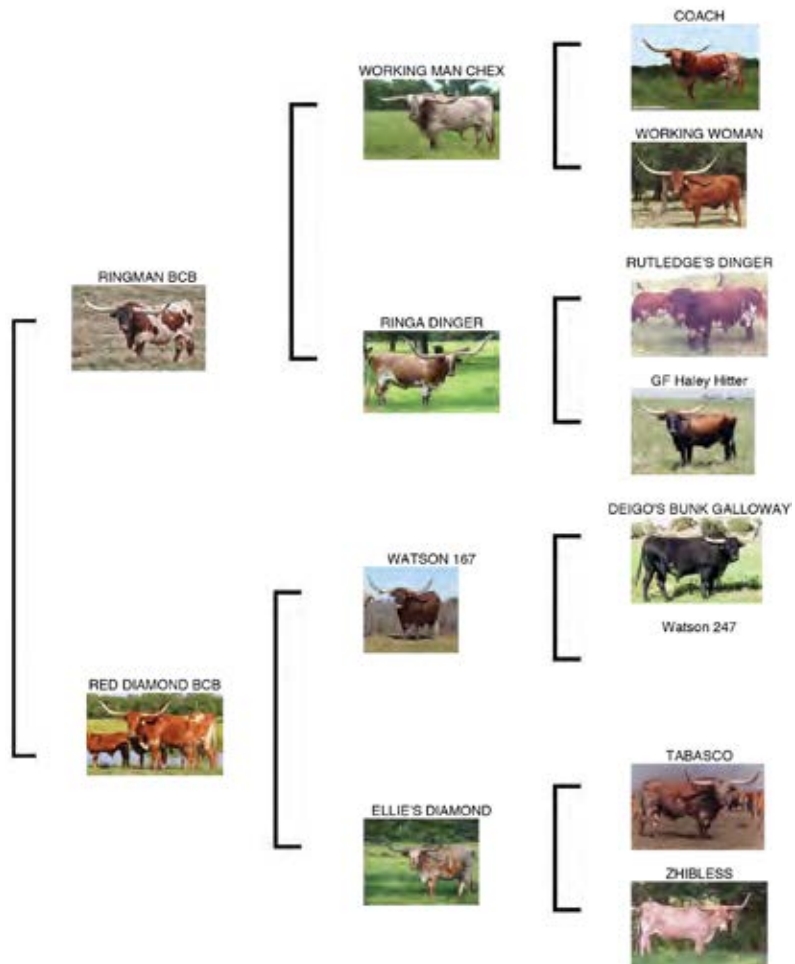 COACH
WORKING MAN CHEX
WORKING WOMAN
RINGMAN BCB
RUTLEDGE'S DINGER
RINGA DINGER
GF Haley Hitter
DEIGO'S BUNK GALLOWAY
WATSON 167
Watson 247
RED DIAMOND BCB
TABASCO
ELLIE'S DIAMOND
ZHIBLESS